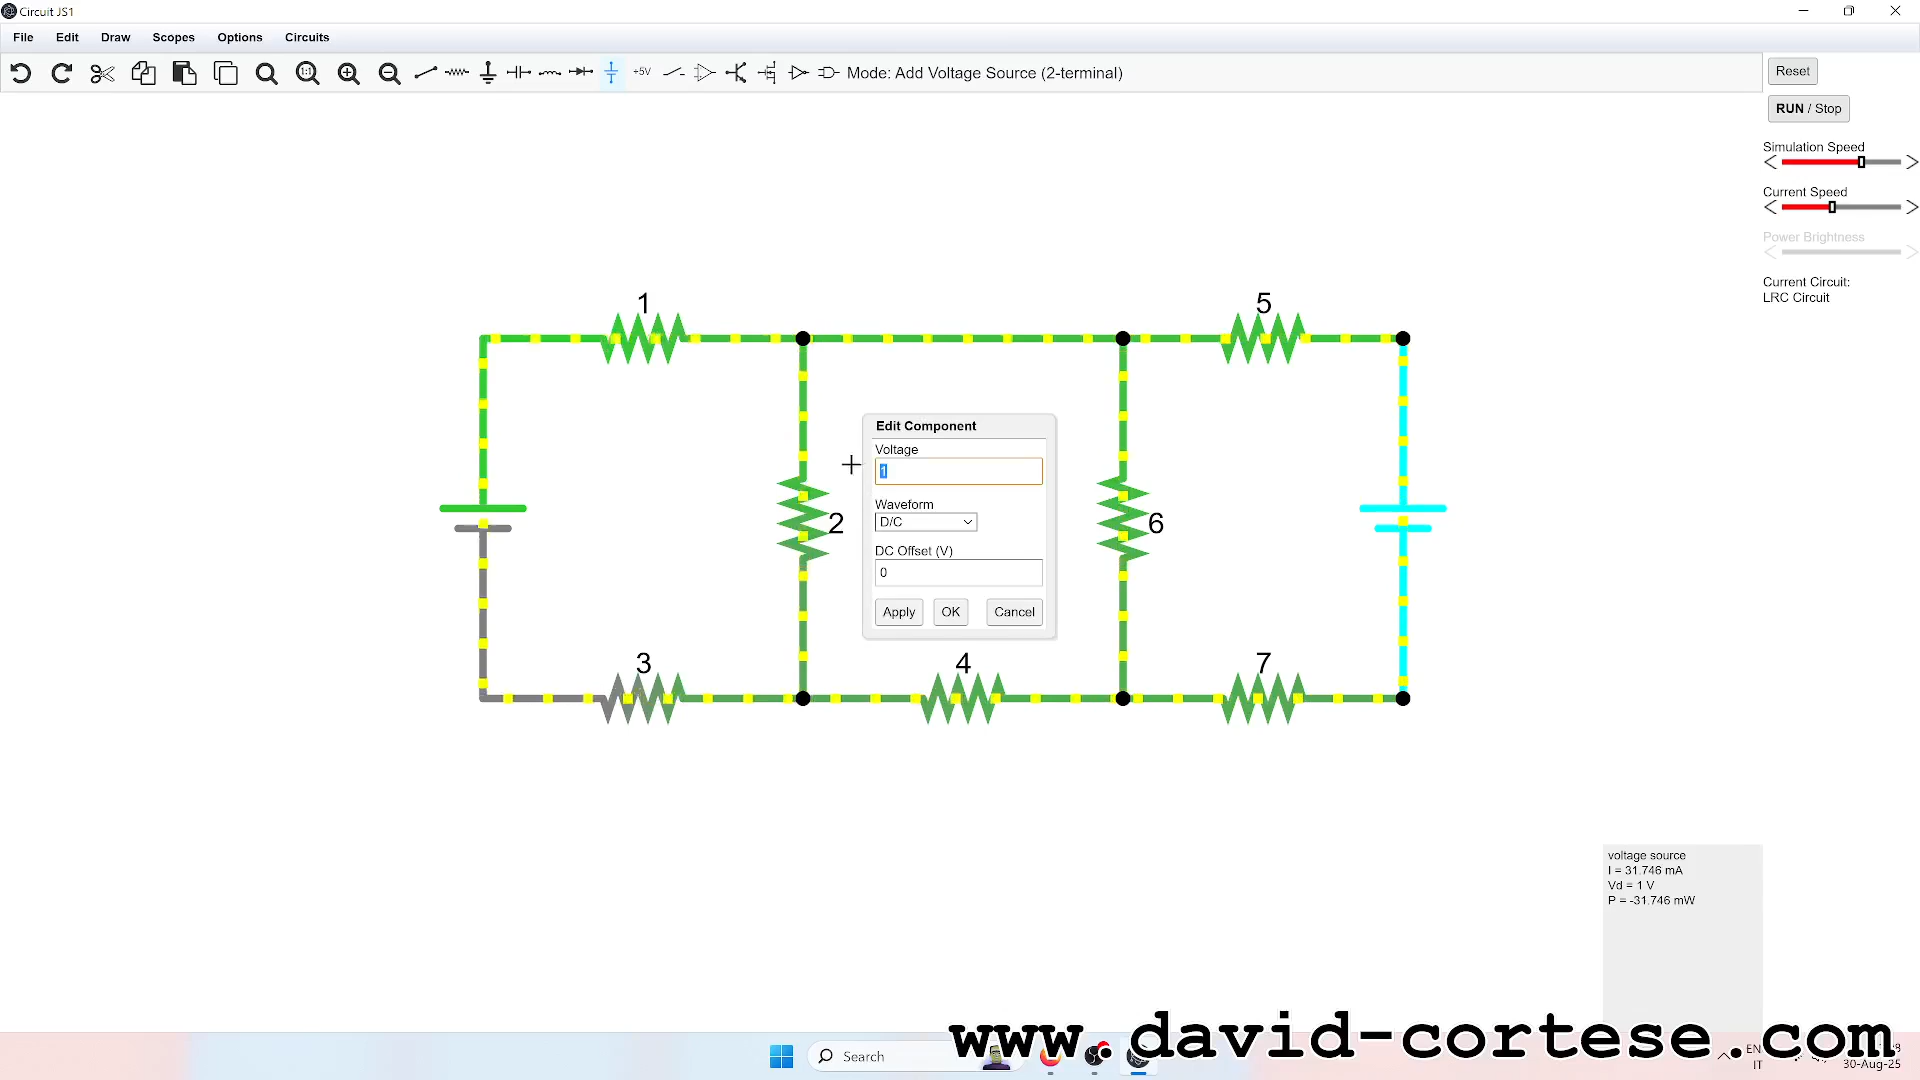 Circuit JS1
File Edit Draw Scopes Options Circuits
+5V Mode: Add Voltage Source (2-terminal)
Reset
RUN / Stop
Simulation Speed
Current Speed
Power Brightness
Current Circuit:
LRC Circuit
1
5
Edit Component
Voltage
1
Waveform
D/C
2
6
DC Offset (V)
0
Apply OK Cancel
3
4
7
voltage source
I = 31.746 mA
Vd = 1 V
P = -31.746 mW
www.david-cortese.com
Search
EN
IT
30-Aug-25